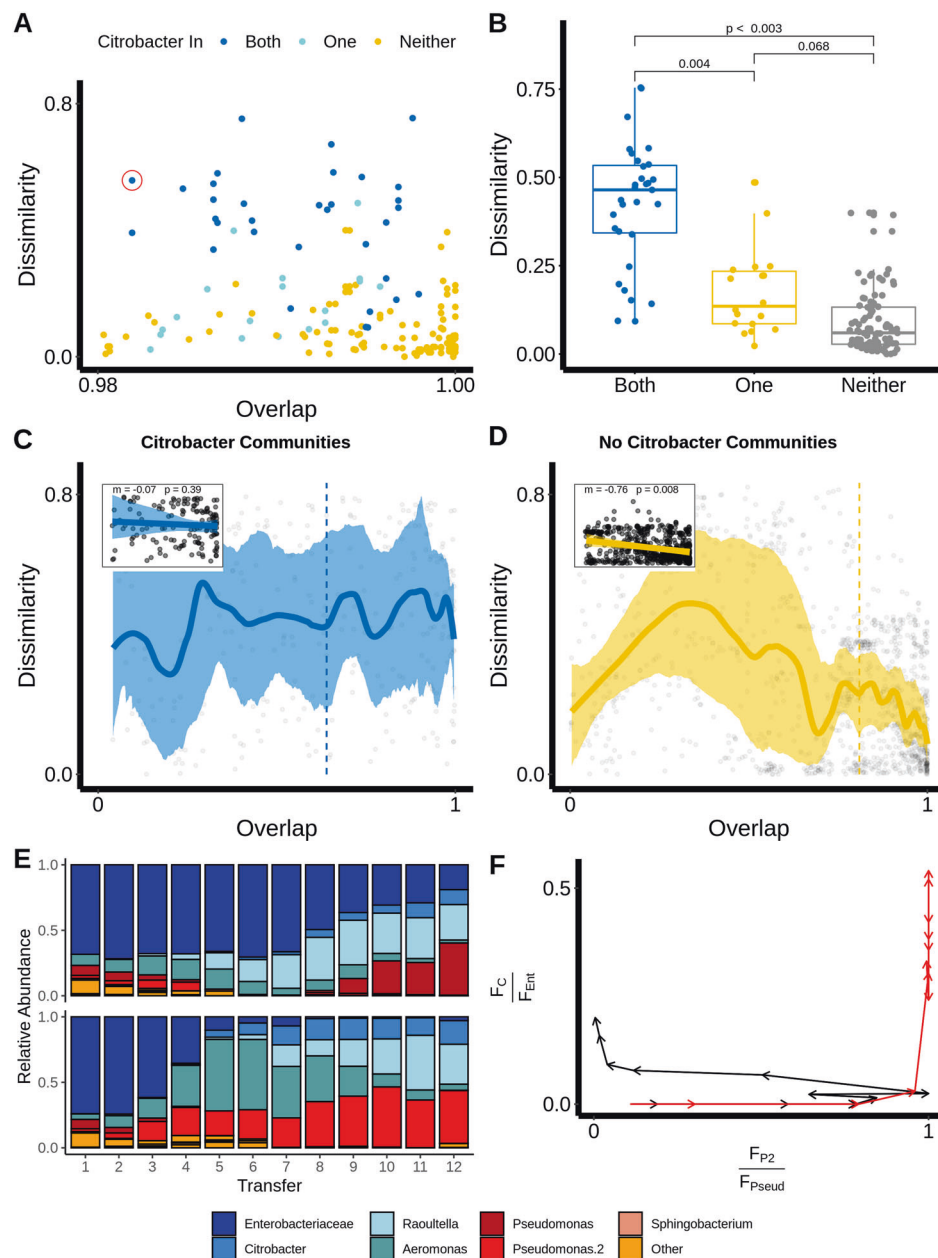 A
Citrobacter In Both One Neither
0.8
Dissimilarity
0.0
0.98 1.00
Overlap
B
p < 0.003
0.068
0.004
0.75
0.50
0.25
0.00
Dissimilarity
Both One Neither
C
Citrobacter Communities
m = -0.07 p = 0.39
0.8
Dissimilarity
0.0
0 1
Overlap
D
No Citrobacter Communities
m = -0.76 p = 0.008
0.8
Dissimilarity
0.0
0 1
Overlap
E
1.0
0.5
0.0
1.0
0.5
0.0
Relative Abundance
1 2 3 4 5 6 7 8 9 10 11 12
Transfer
F
0.5
0.0
F_C
F_Ent
0 1
F_P2
F_Pseud
Enterobacteriaceae Raoultella Pseudomonas Sphingobacterium
Citrobacter Aeromonas Pseudomonas.2 Other